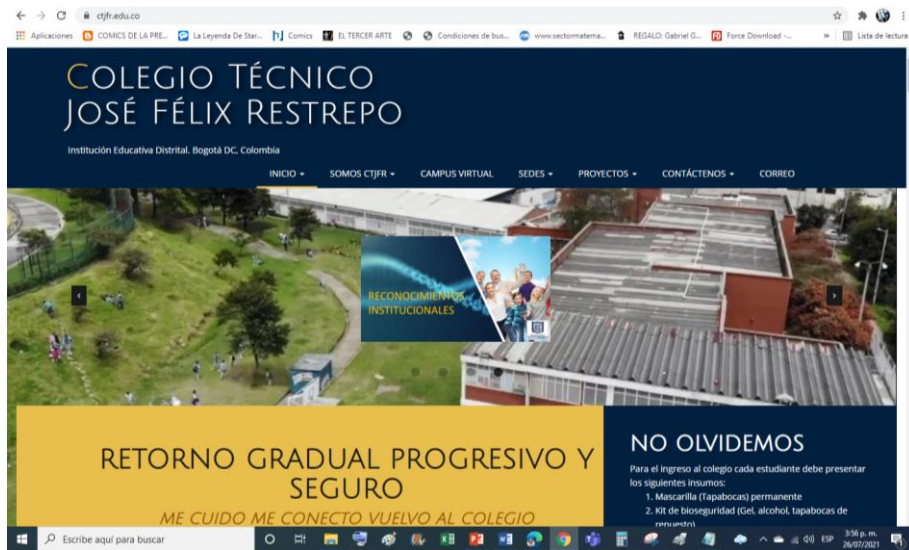 ctjfr.edu.co
Aplicaciones COMICS DE LA PRE... La Leyenda De Star... Comics EL TERCER ARTE Condiciones de bus... www.sectormatema... REGALO: Gabriel G... Force Download -... » Lista de lectura
COLEGIO TÉCNICO
JOSÉ FÉLIX RESTREPO
Institución Educativa Distrital. Bogotá DC, Colombia
INICIO SOMOS CTJFR CAMPUS VIRTUAL SEDES PROYECTOS CONTÁCTENOS CORREO
RECONOCIMIENTOS
INSTITUCIONALES
RETORNO GRADUAL PROGRESIVO Y
SEGURO
ME CUIDO ME CONECTO VUELVO AL COLEGIO
NO OLVIDEMOS
Para el ingreso al colegio cada estudiante debe presentar
los siguientes insumos:
1. Mascarilla (Tapabocas) permanente
2. Kit de bioseguridad (Gel, alcohol, tapabocas de
repuesto)
Escribe aquí para buscar
ESP
3:56 p. m.
26/07/2021